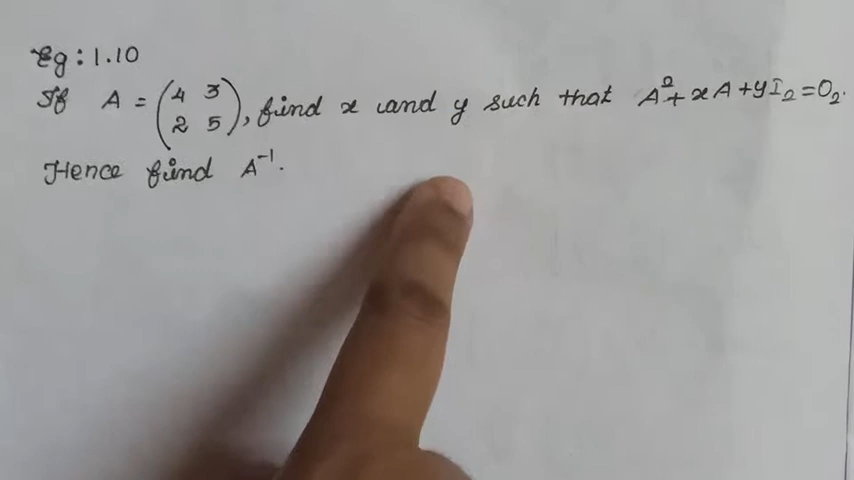 Eg : 1.10
If A = (4 3 2 5), find x and y such that A² + xA + yI₂ = O₂.
Hence find A⁻¹.